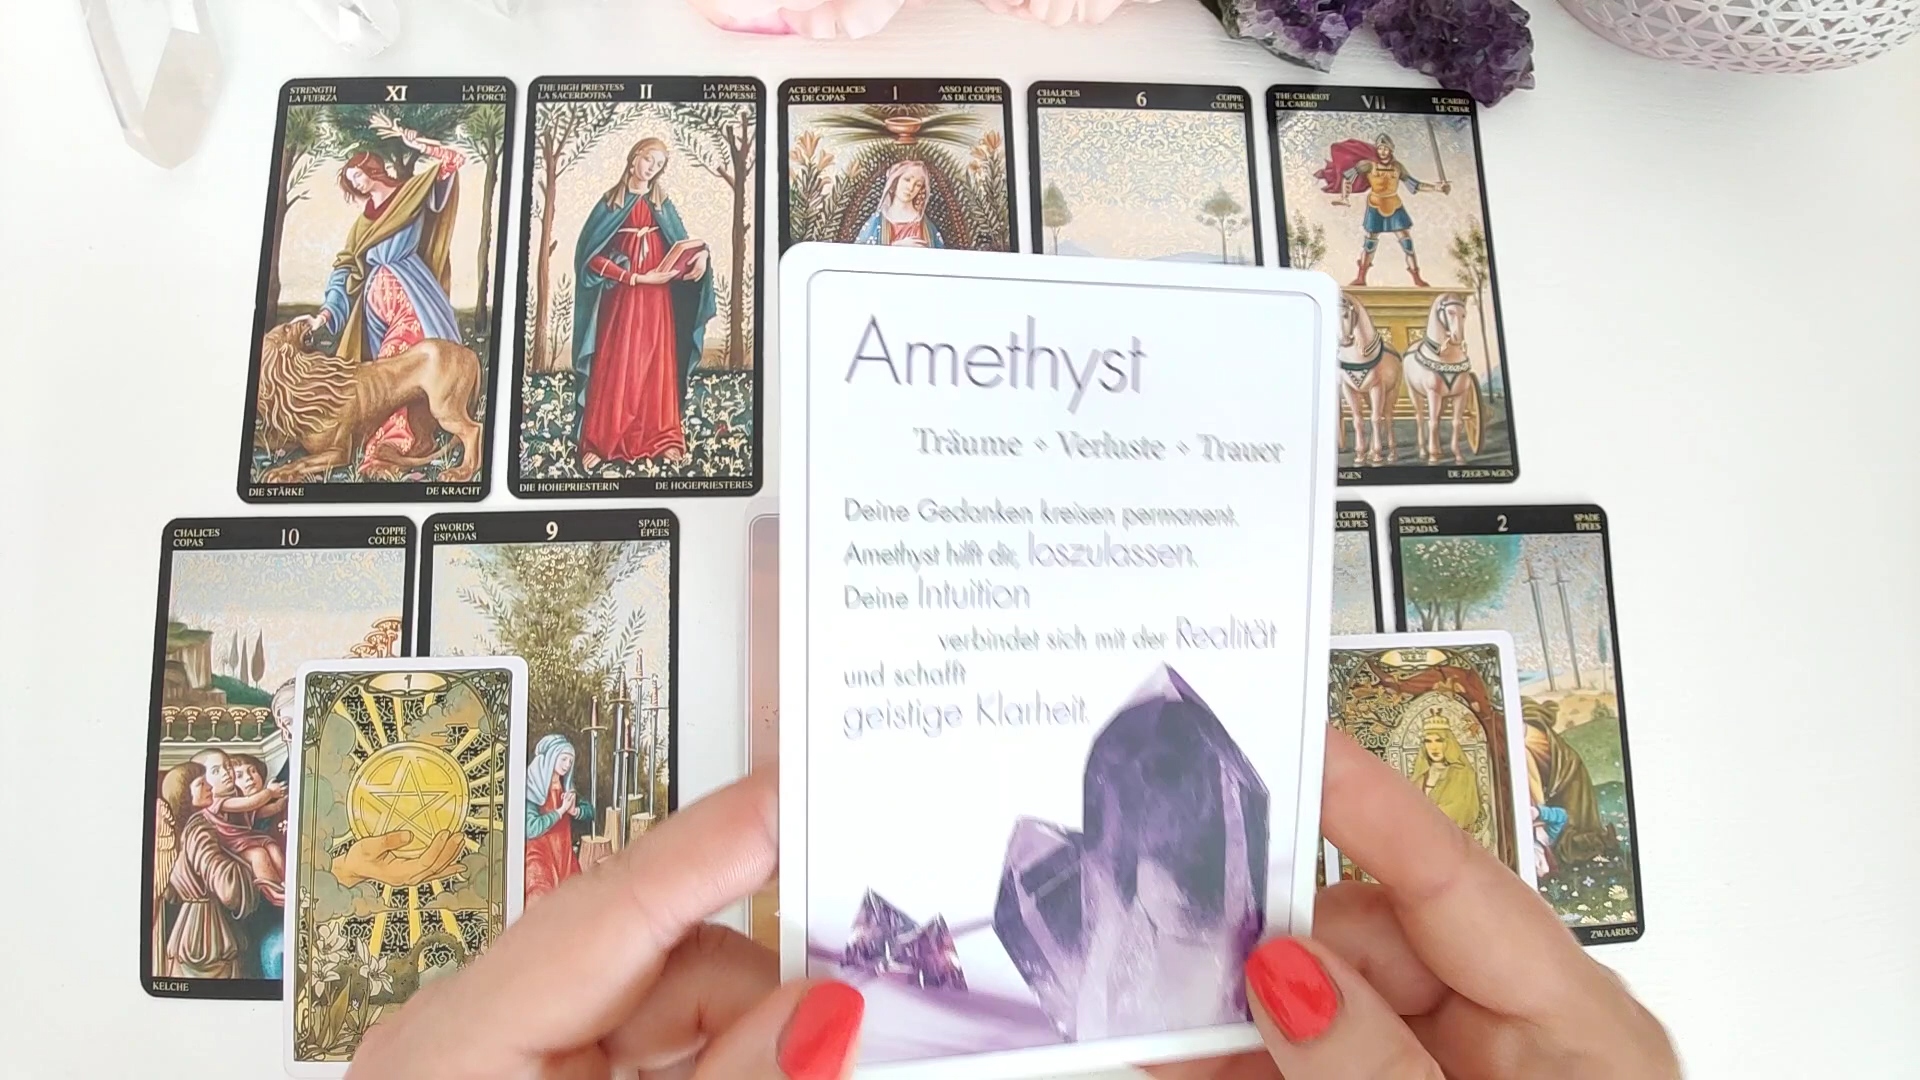 STRENGTH
LA FUERZA
XI
LA FORZA
LA FORCE
DIE STÄRKE
DE KRACHT
THE HIGH PRIESTESS
LA SACERDOTISA
II
LA PAPESSA
LA PAPESSE
DIE HOHEPRIESTERIN
DE HOGEPRIESTERES
ACE OF CHALICES
AS DE COPAS
I
ASSO DI COPPE
AS DE COUPES
CHALICES
COPAS
6
COPPE
COUPES
THE CHARIOT
EL CARRO
VII
IL CARRO
LE CHAR
AGEN
DE ZEGEWAGEN
Amethyst
Träume • Verluste • Trauer
Deine Gedanken kreisen permanent.
Amethyst hilft dir, loszulassen.
Deine Intuition
verbindet sich mit der Realität
und schafft
geistige Klarheit.
CHALICES
COPAS
10
COPPE
COUPES
KELCHE
SWORDS
ESPADAS
9
SPADE
ÉPÉES
COPPE
COUPES
SWORDS
ESPADAS
2
SPADE
ÉPÉES
ZWAARDEN
1